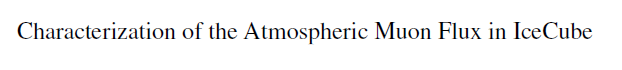 Characterization of the Atmospheric Muon Flux in IceCube